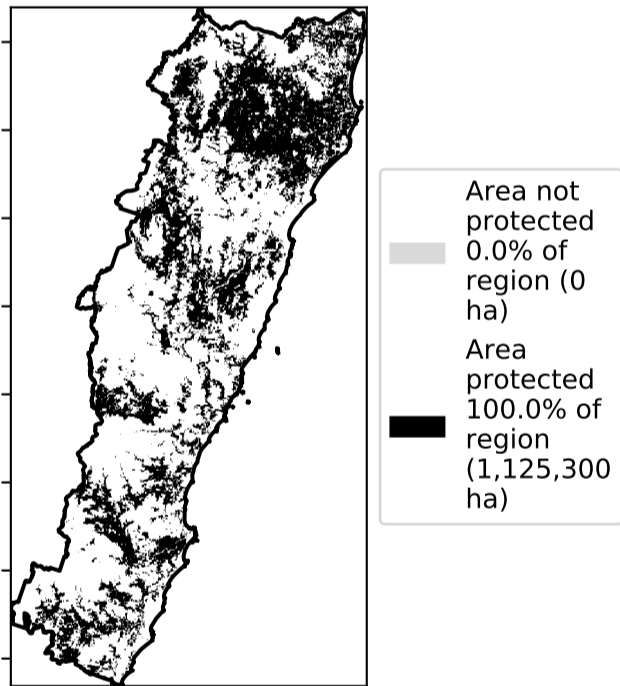 Area not
protected
0.0% of
region (0
ha)
Area
protected
100.0% of
region
(1,125,300
ha)